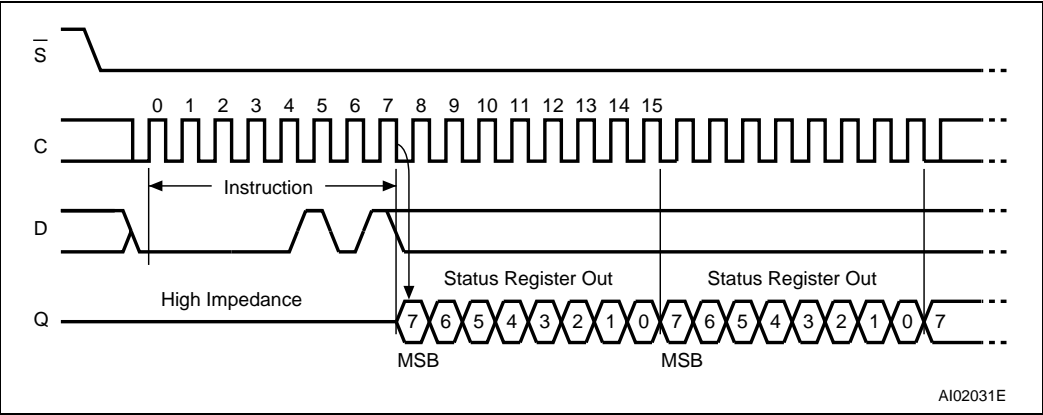 S
0 1 2 3 4 5 6 7 8 9 10 11 12 13 14 15
C
Instruction
D
Status Register Out Status Register Out
High Impedance
Q 7 6 5 4 3 2 1 0 7 6 5 4 3 2 1 0 7
MSB MSB
AI02031E